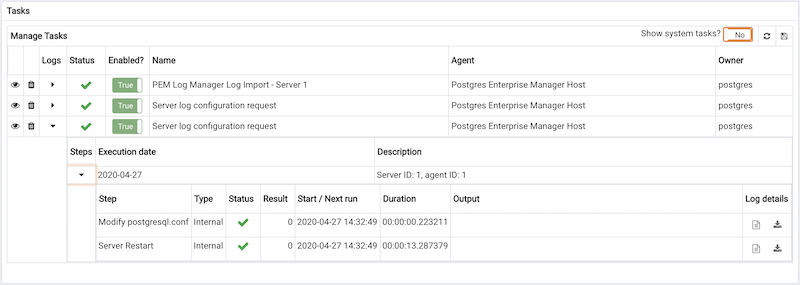 Tasks
Manage Tasks
Show system tasks? No
Logs Status Enabled? Name Agent Owner
True PEM Log Manager Log Import - Server 1 Postgres Enterprise Manager Host postgres
True Server log configuration request Postgres Enterprise Manager Host postgres
True Server log configuration request Postgres Enterprise Manager Host postgres
Steps Execution date Description
2020-04-27 Server ID: 1, agent ID: 1
Step Type Status Result Start / Next run Duration Output Log details
Modify postgresql.conf Internal 0 2020-04-27 14:32:49 00:00:00.223211
Server Restart Internal 0 2020-04-27 14:32:49 00:00:13.287379